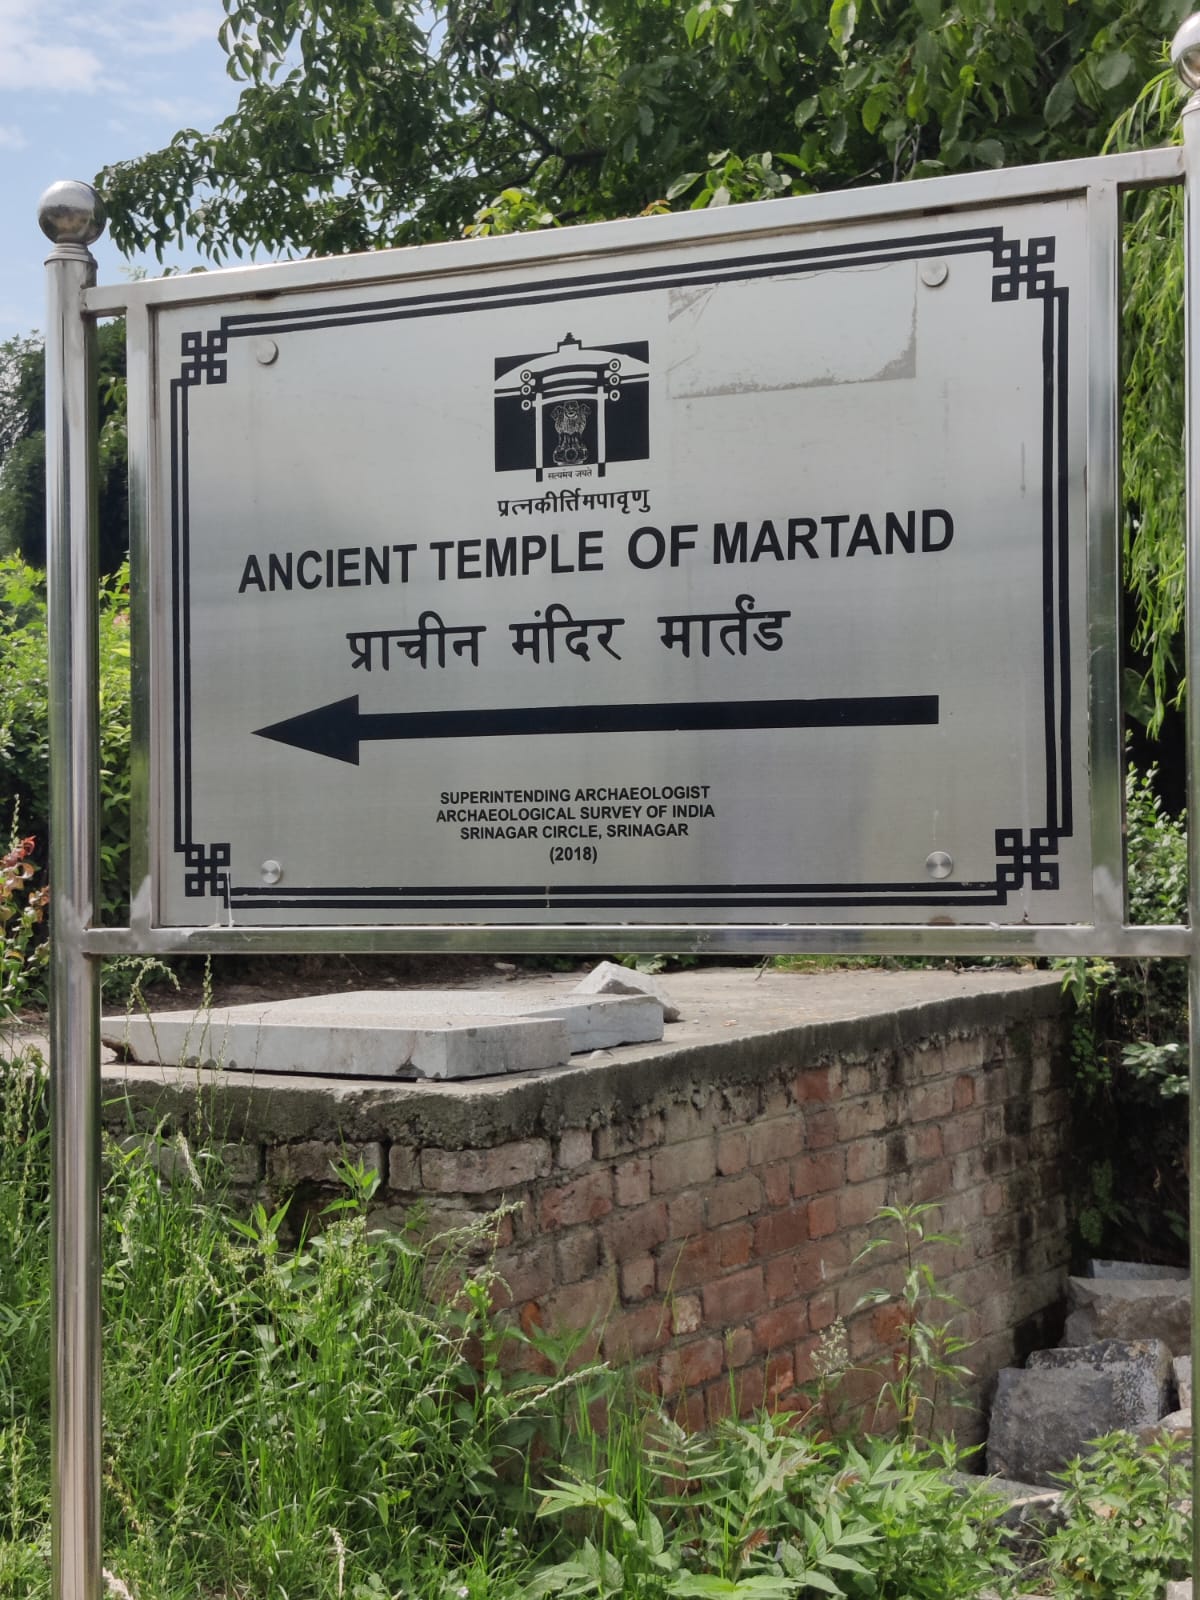 सत्यमेव जयते
प्रत्नकीर्त्तिमपावृणु
ANCIENT TEMPLE OF MARTAND
प्राचीन मंदिर मार्तंड
SUPERINTENDING ARCHAEOLOGIST
ARCHAEOLOGICAL SURVEY OF INDIA
SRINAGAR CIRCLE, SRINAGAR
(2018)